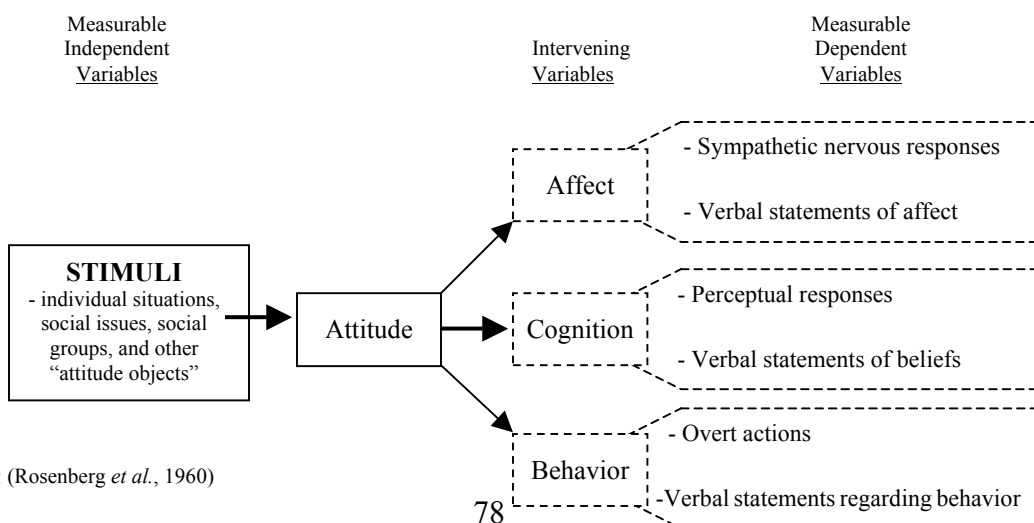 Measurable
Independent
Variables
Intervening
Variables
Measurable
Dependent
Variables
STIMULI
- individual situations,
social issues, social
groups, and other
“attitude objects”
Attitude
Affect
- Sympathetic nervous responses
- Verbal statements of affect
Cognition
- Perceptual responses
- Verbal statements of beliefs
Behavior
- Overt actions
-Verbal statements regarding behavior
(Rosenberg et al., 1960)
78